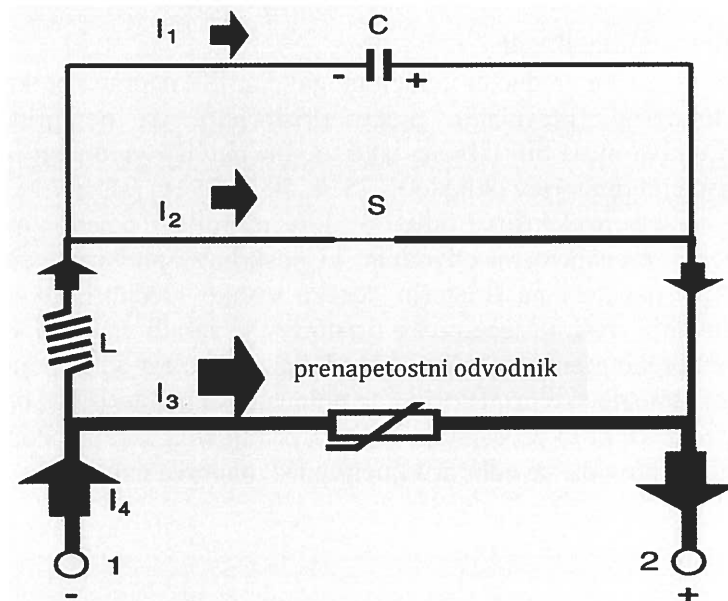 I₁
C
- +
I₂
S
L
prenapetostni odvodnik
I₃
I₄
1
2
-
+